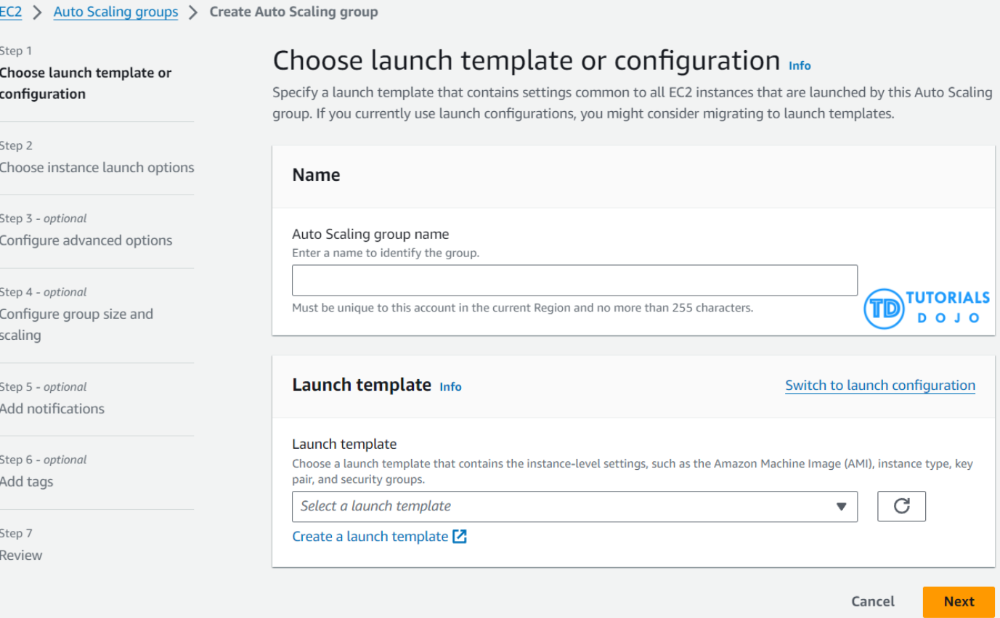 EC2 > Auto Scaling groups > Create Auto Scaling group
Step 1
Choose launch template or
configuration
Step 2
Choose instance launch options
Step 3 - optional
Configure advanced options
Step 4 - optional
Configure group size and
scaling
Step 5 - optional
Add notifications
Step 6 - optional
Add tags
Step 7
Review
Choose launch template or configuration Info
Specify a launch template that contains settings common to all EC2 instances that are launched by this Auto Scaling
group. If you currently use launch configurations, you might consider migrating to launch templates.
Name
Auto Scaling group name
Enter a name to identify the group.
Must be unique to this account in the current Region and no more than 255 characters.
TD TUTORIALS
DOJO
Launch template Info
Switch to launch configuration
Launch template
Choose a launch template that contains the instance-level settings, such as the Amazon Machine Image (AMI), instance type, key
pair, and security groups.
Select a launch template
Create a launch template
Cancel
Next